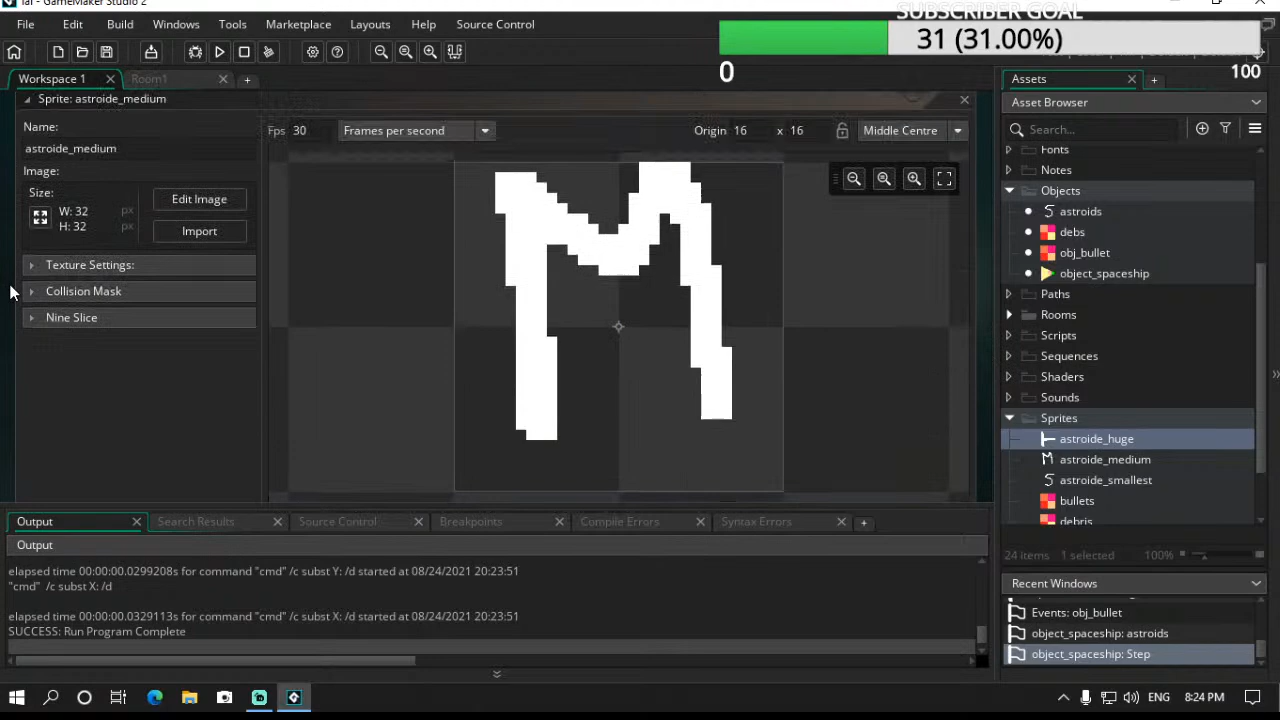 GameMaker Studio 2
SUBSCRIBER GOAL
31 (31.00%)
0
100
File
Edit
Build
Windows
Tools
Marketplace
Layouts
Help
Source Control
Workspace 1
Room1
Sprite: astroide_medium
Name:
astroide_medium
Image:
Size:
W: 32 px
H: 32 px
Edit Image
Import
Texture Settings:
Collision Mask
Nine Slice
Fps 30
Frames per second
Origin 16 x 16
Middle Centre
M
Assets
Asset Browser
Search...
Fonts
Notes
Objects
astroids
debs
obj_bullet
object_spaceship
Paths
Rooms
Scripts
Sequences
Shaders
Sounds
Sprites
astroide_huge
astroide_medium
astroide_smallest
bullets
debris
24 items
1 selected
100%
Recent Windows
Events: obj_bullet
object_spaceship: astroids
object_spaceship: Step
Output
Search Results
Source Control
Breakpoints
Compile Errors
Syntax Errors
Output
elapsed time 00:00:00.0299208s for command "cmd" /c subst Y: /d started at 08/24/2021 20:23:51
"cmd" /c subst X: /d
elapsed time 00:00:00.0329113s for command "cmd" /c subst X: /d started at 08/24/2021 20:23:51
SUCCESS: Run Program Complete
ENG
8:24 PM